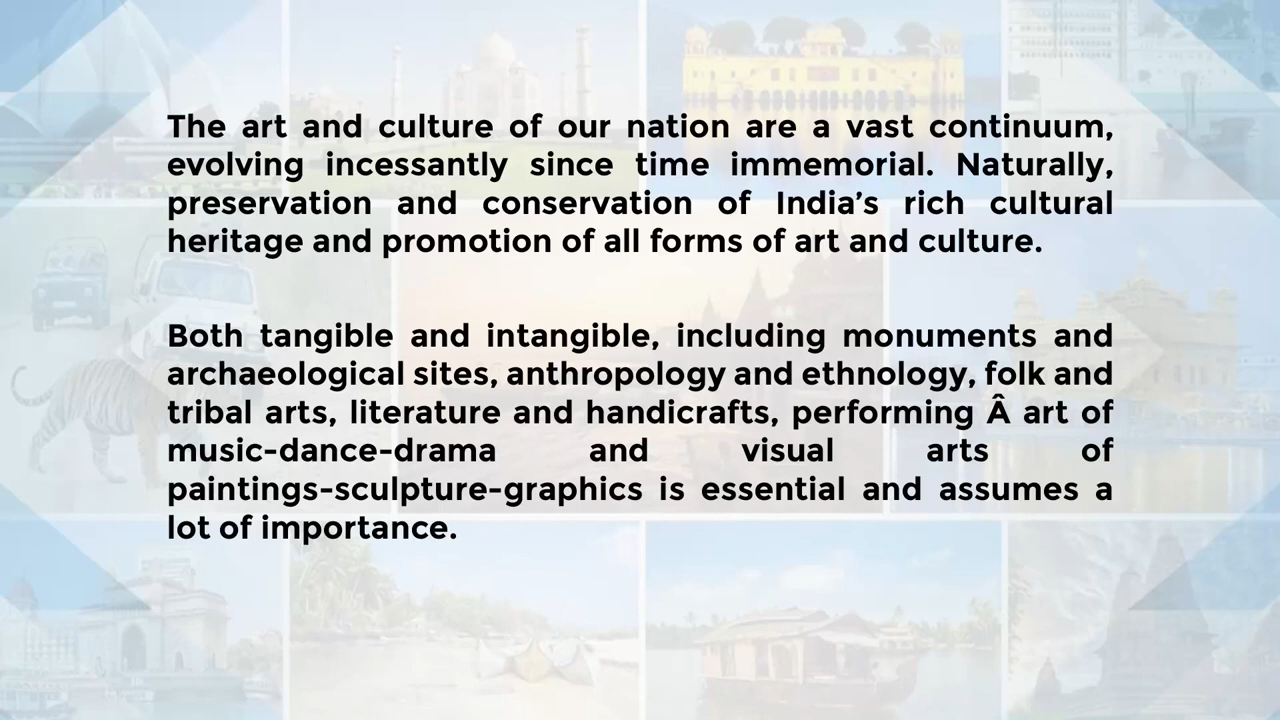 The art and culture of our nation are a vast continuum,
evolving incessantly since time immemorial. Naturally,
preservation and conservation of India’s rich cultural
heritage and promotion of all forms of art and culture.
Both tangible and intangible, including monuments and
archaeological sites, anthropology and ethnology, folk and
tribal arts, literature and handicrafts, performing Â art of
music-dance-drama and visual arts of
paintings-sculpture-graphics is essential and assumes a
lot of importance.